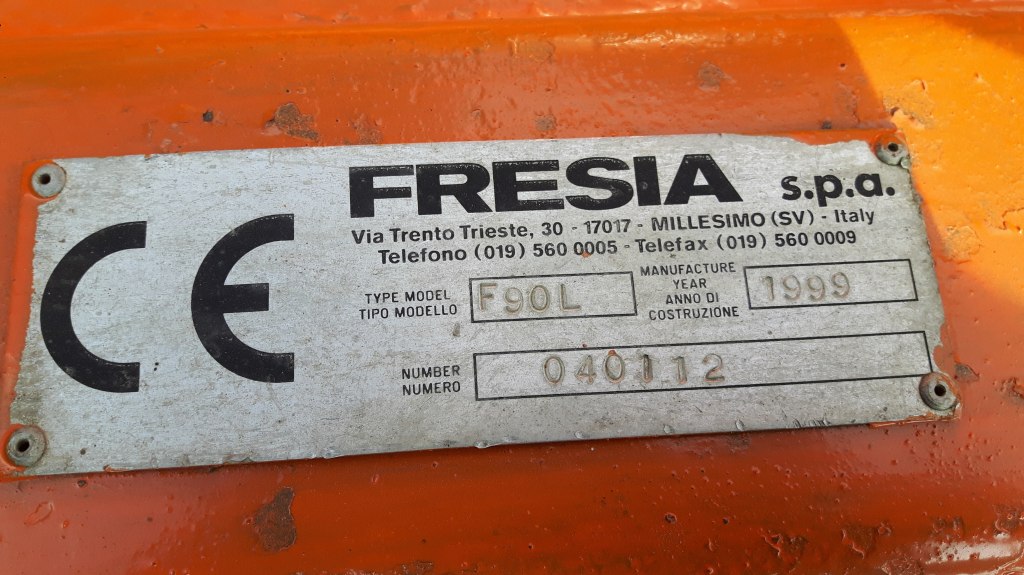 CE
FRESIA s.p.a.
Via Trento Trieste, 30 - 17017 - MILLESIMO (SV) - Italy
Telefono (019) 560 0005 - Telefax (019) 560 0009
TYPE MODEL
TIPO MODELLO
F90L
MANUFACTURE
YEAR
ANNO DI
COSTRUZIONE
1999
NUMBER
NUMERO
040112